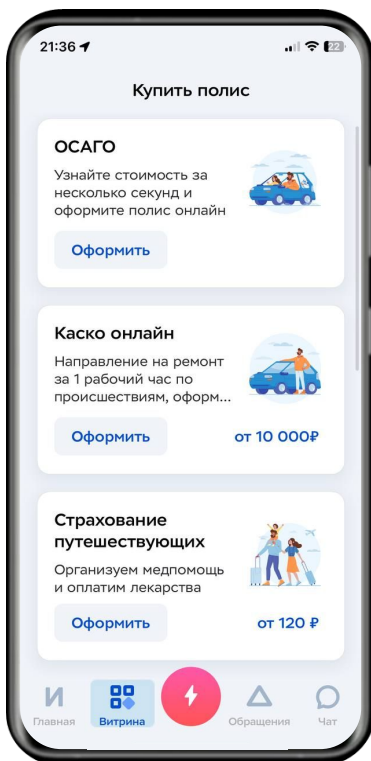 21:36
22
Купить полис
ОСАГО
Узнайте стоимость за
несколько секунд и
оформите полис онлайн
Оформить
Каско онлайн
Направление на ремонт
за 1 рабочий час по
происшествиям, оформ...
Оформить
от 10 000₽
Страхование
путешествующих
Организуем медпомощь
и оплатим лекарства
Оформить
от 120 ₽
Главная
Витрина
Обращения
Чат